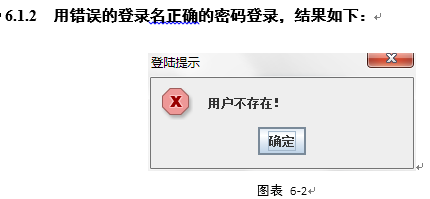 6.1.2 用错误的登录名正确的密码登录，结果如下：
登陆提示
用户不存在！
确定
图表 6-2